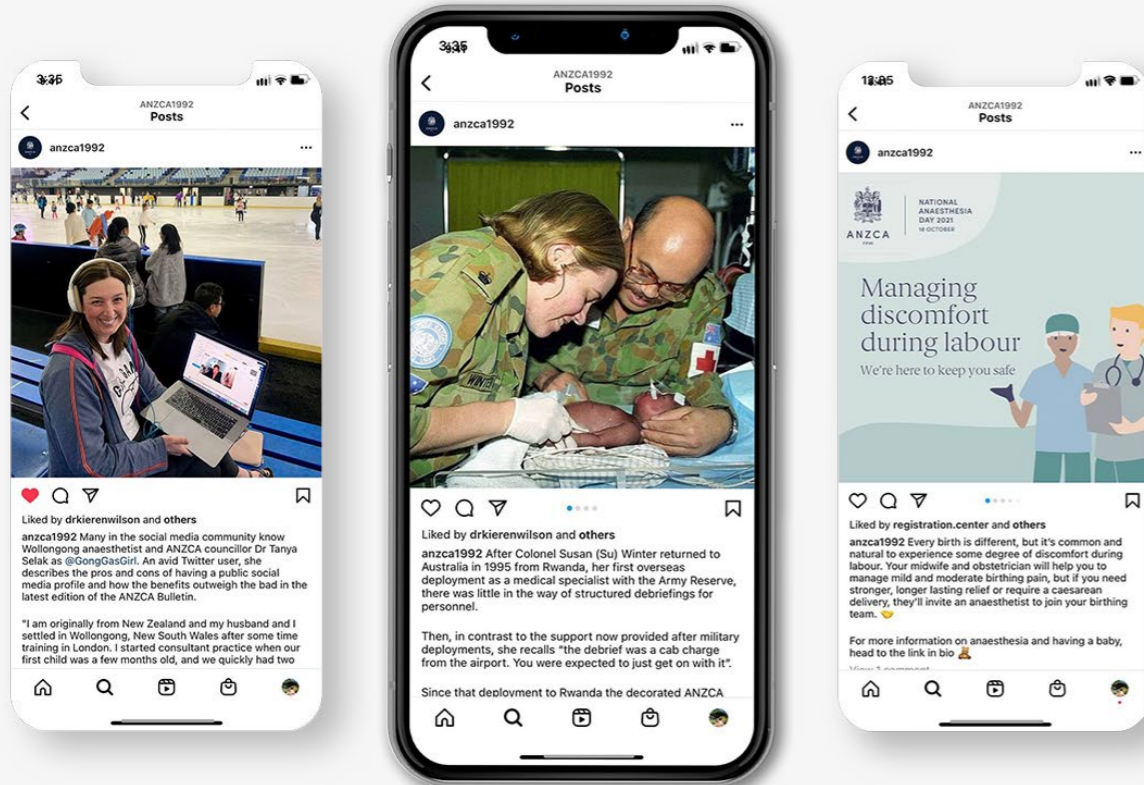 ANZCA1992
Posts
anzca1992
Liked by drkierenwilson and others
anzca1992 Many in the social media community know
Wollongong anaesthetist and ANZCA councillor Dr Tanya
Selak as @GongGasGirl. An avid Twitter user, she
describes the pros and cons of having a public social
media profile and how the benefits outweigh the bad in the
latest edition of the ANZCA Bulletin.
"I am originally from New Zealand and my husband and I
settled in Wollongong, New South Wales after some time
training in London. I started consultant practice when our
first child was a few months old, and we quickly had two
ANZCA1992
Posts
anzca1992
WINTER
Liked by drkierenwilson and others
anzca1992 After Colonel Susan (Su) Winter returned to
Australia in 1995 from Rwanda, her first overseas
deployment as a medical specialist with the Army Reserve,
there was little in the way of structured debriefings for
personnel.
Then, in contrast to the support now provided after military
deployments, she recalls "the debrief was a cab charge
from the airport. You were expected to just get on with it".
Since that deployment to Rwanda the decorated ANZCA
ANZCA1992
Posts
anzca1992
ANZCA
NATIONAL
ANAESTHESIA
DAY 2021
18 OCTOBER
Managing
discomfort
during labour
We're here to keep you safe
Liked by registration.center and others
anzca1992 Every birth is different, but it's common and
natural to experience some degree of discomfort during
labour. Your midwife and obstetrician will help you to
manage mild and moderate birthing pain, but if you need
stronger, longer lasting relief or require a caesarean
delivery, they'll invite an anaesthetist to join your birthing
team.
For more information on anaesthesia and having a baby,
head to the link in bio
View 1 comment